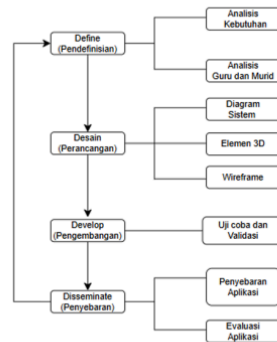 Define
(Pendefinisian)
Analisis
Kebutuhan
Analisis
Guru dan Murid
Desain
(Perancangan)
Diagram
Sistem
Elemen 3D
Wireframe
Develop
(Pengembangan)
Uji coba dan
Validasi
Disseminate
(Penyebaran)
Penyebaran
Aplikasi
Evaluasi
Aplikasi